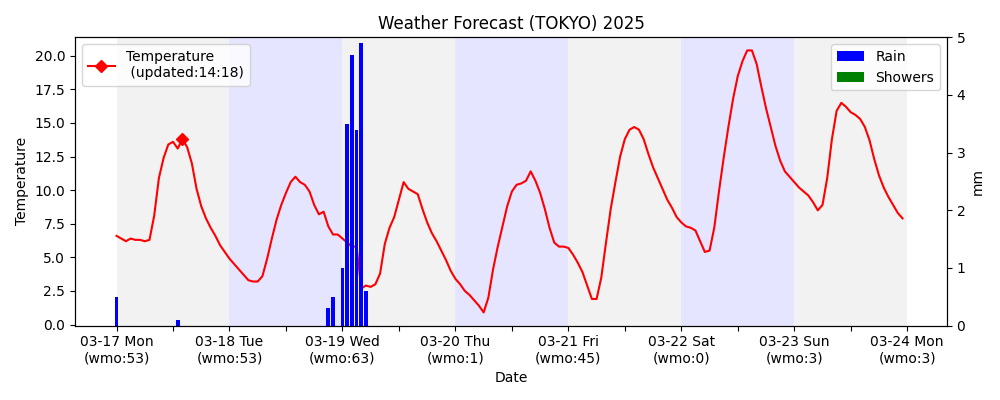 Weather Forecast (TOKYO) 2025
Temperature
(updated:14:18)
Rain
Showers
Temperature
20.0
17.5
15.0
12.5
10.0
7.5
5.0
2.5
0.0
5
4
3
2
1
0
mm
03-17 Mon
(wmo:53)
03-18 Tue
(wmo:53)
03-19 Wed
(wmo:63)
03-20 Thu
(wmo:1)
03-21 Fri
(wmo:45)
03-22 Sat
(wmo:0)
03-23 Sun
(wmo:3)
03-24 Mon
(wmo:3)
Date